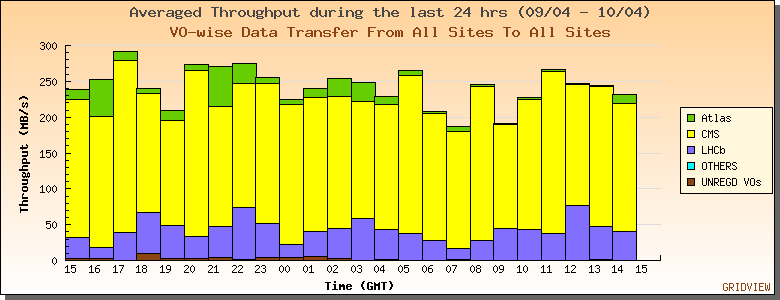 Averaged Throughput during the last 24 hrs (09/04 - 10/04)
VO-wise Data Transfer From All Sites To All Sites
Throughput (MB/s)
300
250
200
150
100
50
0
15 16 17 18 19 20 21 22 23 00 01 02 03 04 05 06 07 08 09 10 11 12 13 14 15
Time (GMT)
Atlas
CMS
LHCb
OTHERS
UNREGD VOs
GRIDVIEW